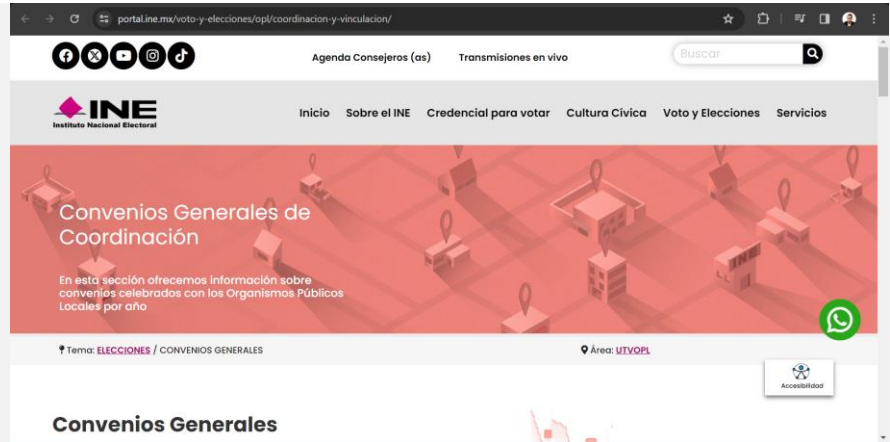 portal.ine.mx/voto-y-elecciones/opl/coordinacion-y-vinculacion/
Agenda Consejeros (as) Transmisiones en vivo Buscar
INE
Instituto Nacional Electoral
Inicio Sobre el INE Credencial para votar Cultura Cívica Voto y Elecciones Servicios
Convenios Generales de
Coordinación
En esta sección ofrecemos información sobre
convenios celebrados con los Organismos Públicos
Locales por año
INE
Tema: ELECCIONES / CONVENIOS GENERALES Área: UTVOPL
Accesibilidad
Convenios Generales